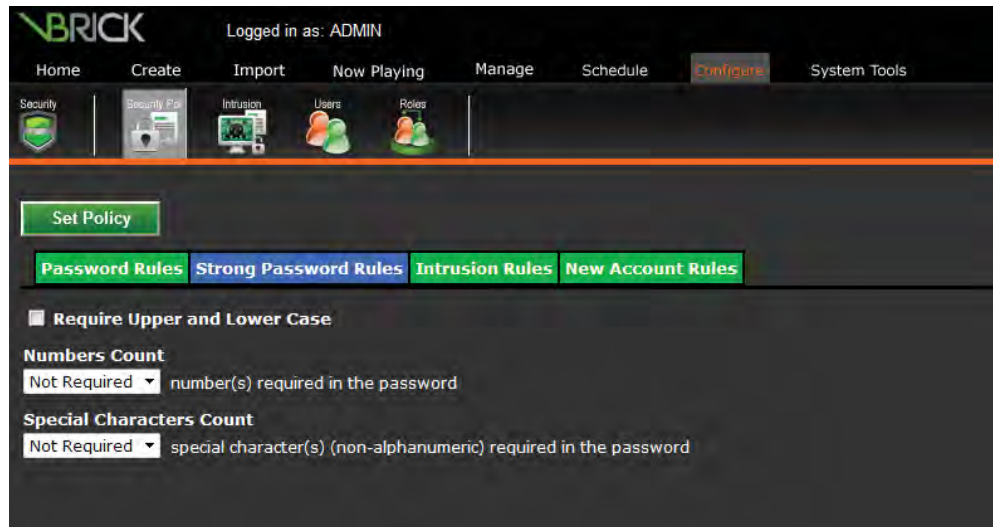 VBRICK
Logged in as: ADMIN
Home Create Import Now Playing Manage Schedule Configure System Tools
Security Security Pol Intrusion Users Roles
Set Policy
Password Rules Strong Password Rules Intrusion Rules New Account Rules
Require Upper and Lower Case
Numbers Count
Not Required number(s) required in the password
Special Characters Count
Not Required special character(s) (non-alphanumeric) required in the password